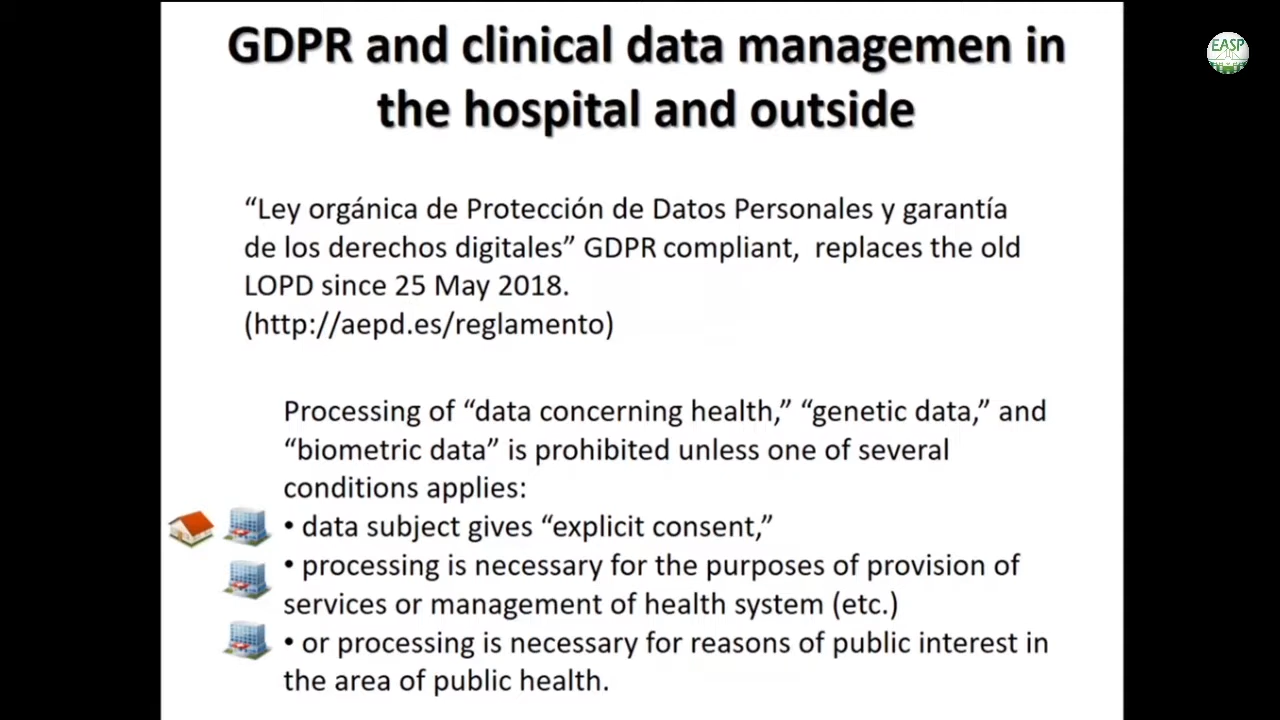 GDPR and clinical data managemen in
the hospital and outside
EASP
“Ley orgánica de Protección de Datos Personales y garantía
de los derechos digitales” GDPR compliant,  replaces the old
LOPD since 25 May 2018.
(http://aepd.es/reglamento)
Processing of “data concerning health,” “genetic data,” and
“biometric data” is prohibited unless one of several
conditions applies:
• data subject gives “explicit consent,”
• processing is necessary for the purposes of provision of
services or management of health system (etc.)
• or processing is necessary for reasons of public interest in
the area of public health.